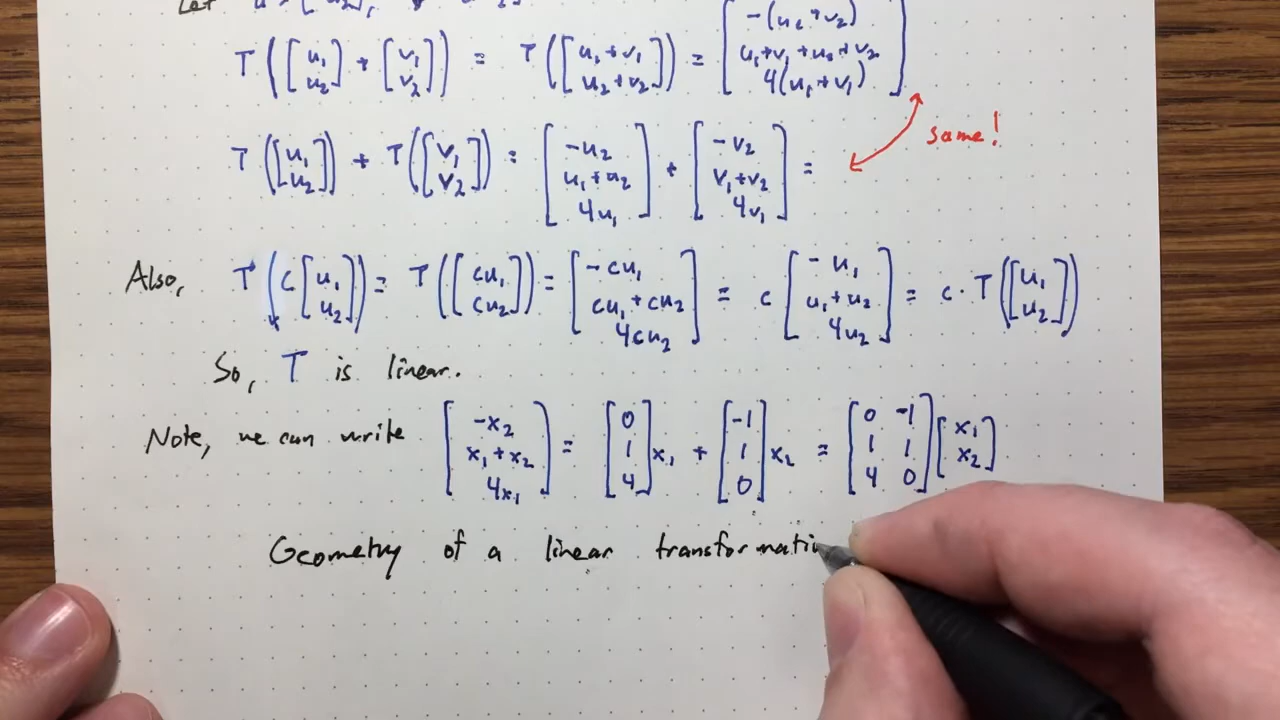 Let
T([u₁ u₂] + [v₁ v₂]) = T([u₁+v₁ u₂+v₂]) = [-(u₂+v₂) u₁+v₁+u₂+v₂ 4(u₁+v₁)]
same!
T([u₁ u₂]) + T([v₁ v₂]) = [-u₂ u₁+u₂ 4u₁] + [-v₂ v₁+v₂ 4v₁] =
Also, T(c[u₁ u₂]) = T([cu₁ cu₂]) = [-cu₁ cu₁+cu₂ 4cu₂] = c[-u₁ u₁+u₂ 4u₂] = c·T([u₁ u₂])
So, T is linear.
Note, we can write [-x₂ x₁+x₂ 4x₁] = [0 1 4]x₁ + [-1 1 0]x₂ = [0 -1 1 1 4 0][x₁ x₂]
Geometry of a linear transformati